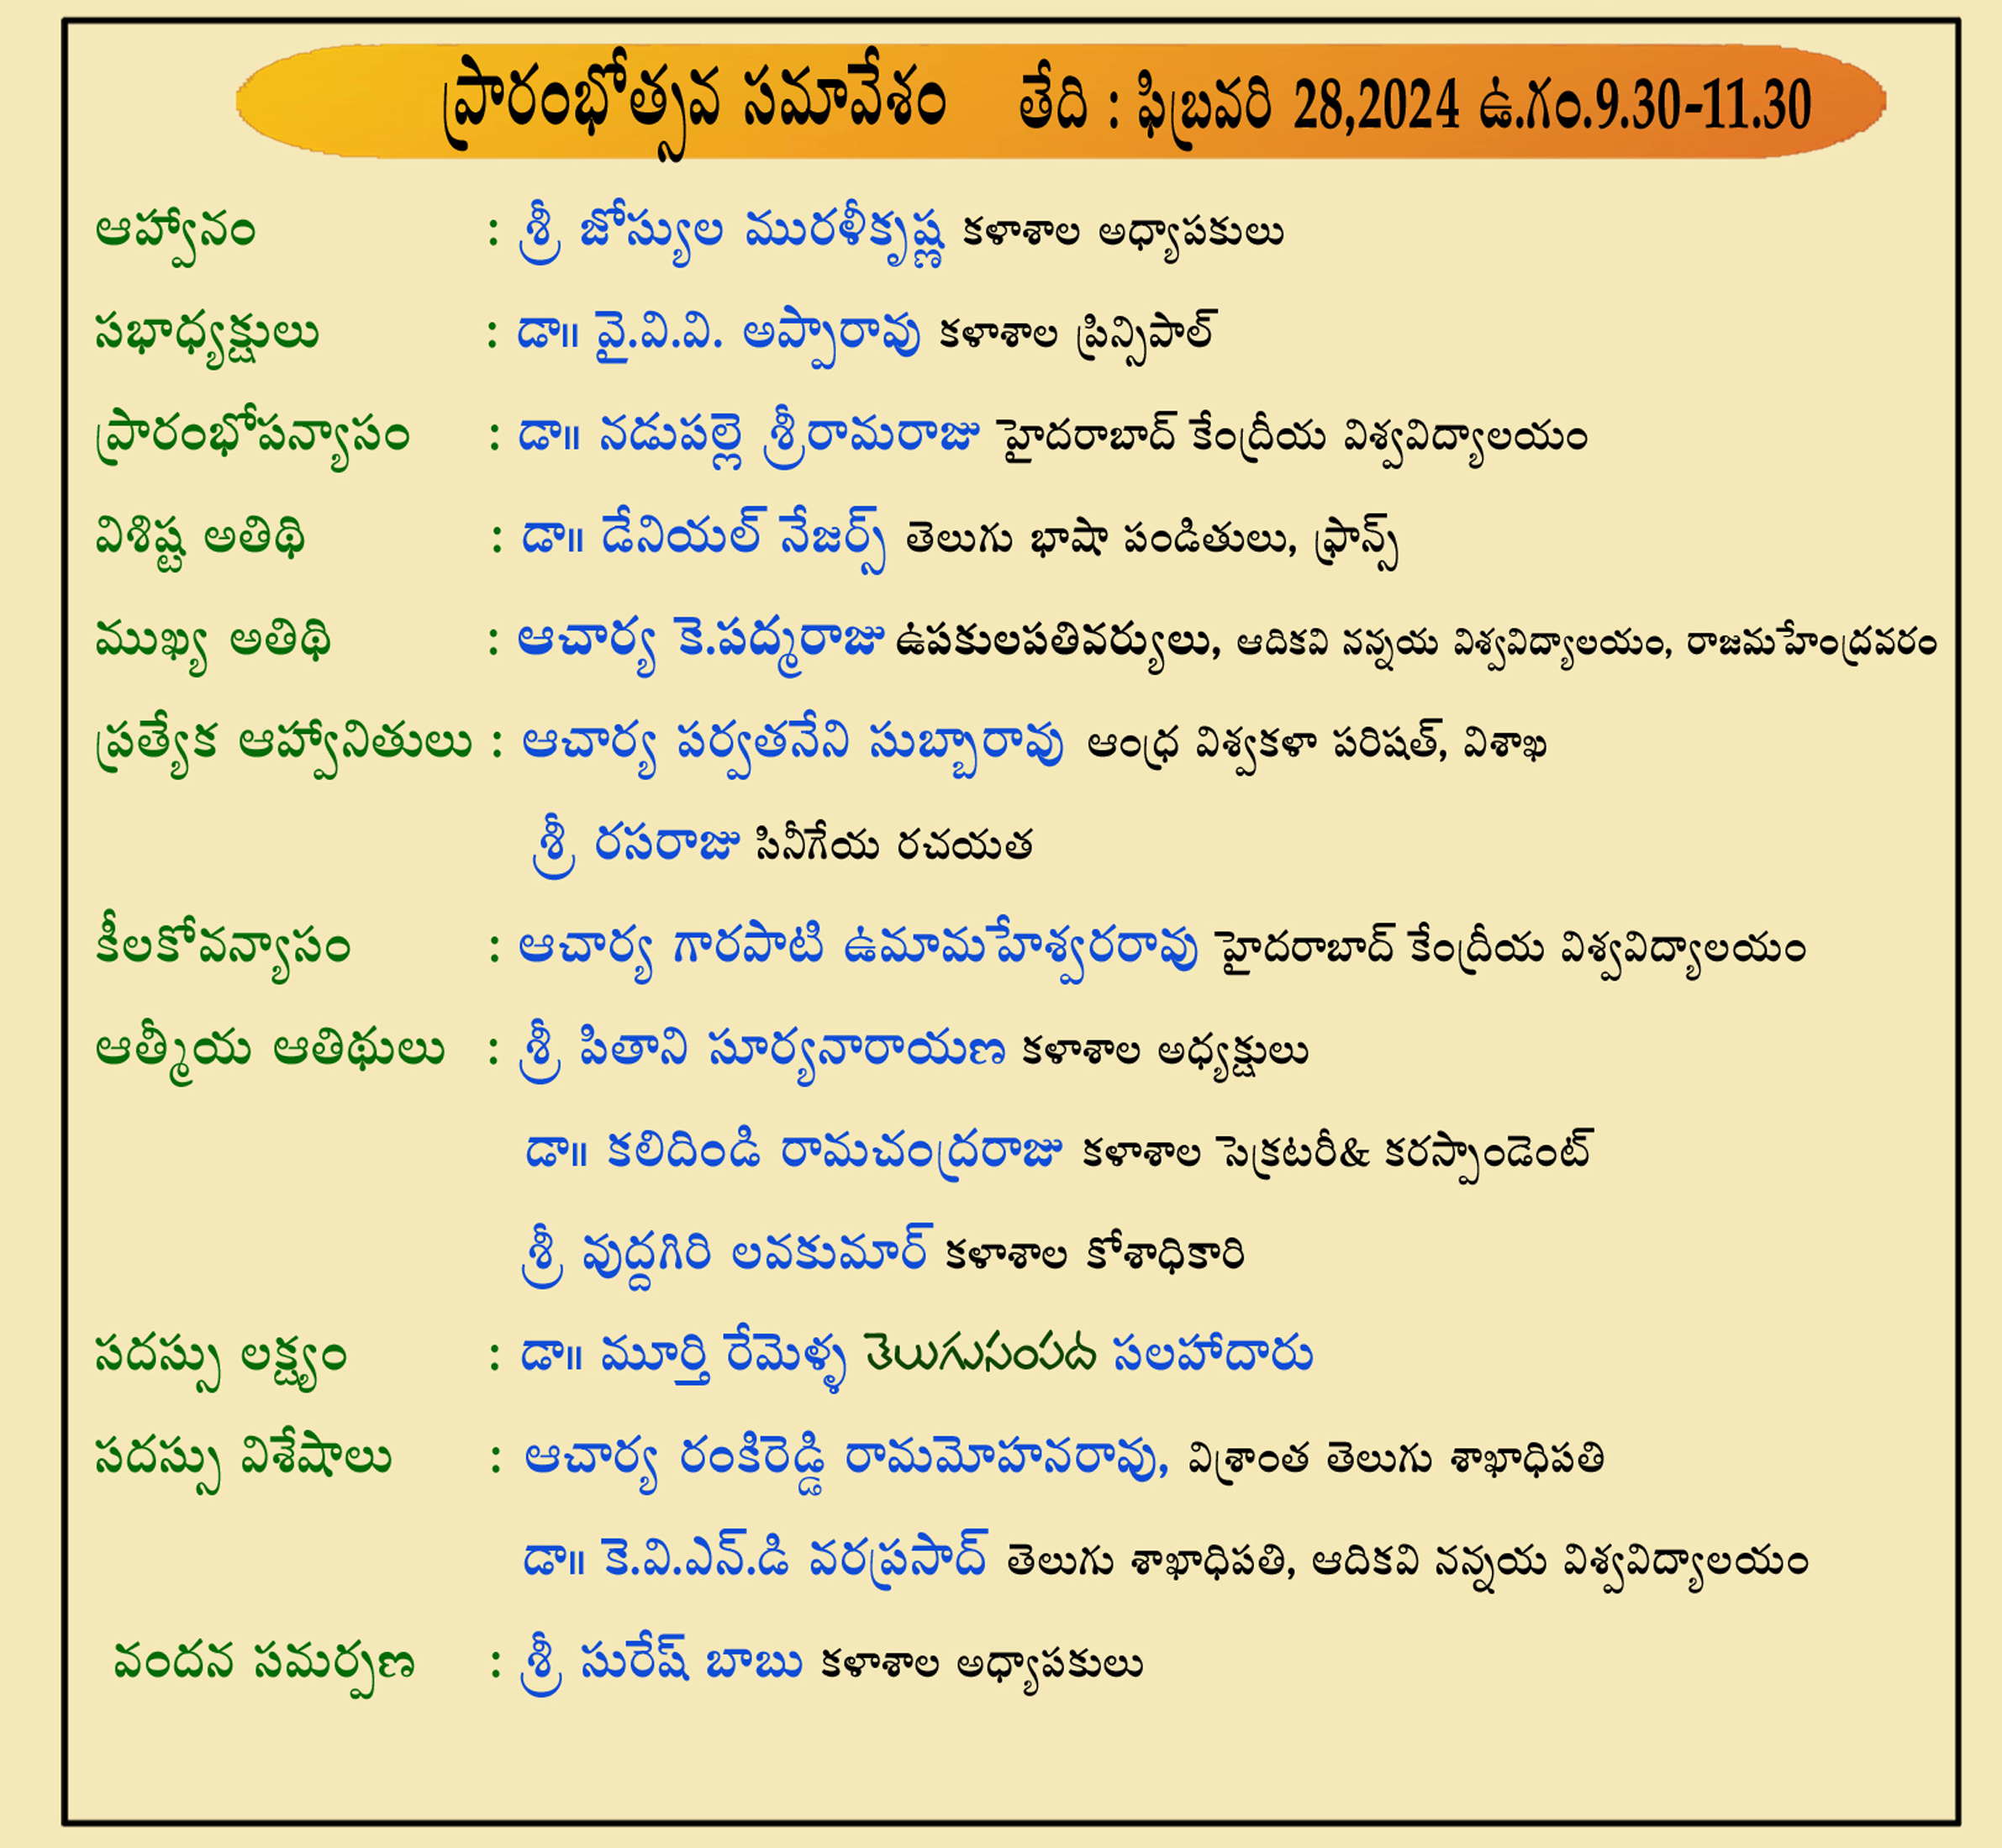 ప్రారంభోత్సవ సమావేశం తేది : ఫిబ్రవరి 28,2024 ఉ.గం.9.30-11.30
ఆహ్వానం : శ్రీ జోస్యుల మురళీకృష్ణ కళాశాల అధ్యాపకులు
సభాధ్యక్షులు : డా॥ వై.వి.వి. అప్పారావు కళాశాల ప్రిన్సిపాల్
ప్రారంభోపన్యాసం : డా॥ నడుపల్లె శ్రీరామరాజు హైదరాబాద్ కేంద్రీయ విశ్వవిద్యాలయం
విశిష్ట అతిథి : డా॥ డేనియల్ నేజర్స్ తెలుగు భాషా పండితులు, ఫ్రాన్స్
ముఖ్య అతిథి : ఆచార్య కె.పద్మరాజు ఉపకులపతివర్యులు, ఆదికవి నన్నయ విశ్వవిద్యాలయం, రాజమహేంద్రవరం
ప్రత్యేక ఆహ్వానితులు : ఆచార్య పర్వతనేని సుబ్బారావు ఆంధ్ర విశ్వకళా పరిషత్, విశాఖ
శ్రీ రసరాజు సినీగేయ రచయత
కీలకోవన్యాసం : ఆచార్య గారపాటి ఉమామహేశ్వరరావు హైదరాబాద్ కేంద్రీయ విశ్వవిద్యాలయం
ఆత్మీయ ఆతిథులు : శ్రీ పితాని సూర్యనారాయణ కళాశాల అధ్యక్షులు
డా॥ కలిదిండి రామచంద్రరాజు కళాశాల సెక్రటరీ& కరస్పాండెంట్
శ్రీ వుద్దగిరి లవకుమార్ కళాశాల కోశాధికారి
సదస్సు లక్ష్యం : డా॥ మూర్తి రేమెళ్ళ తెలుగుసంపద సలహాదారు
సదస్సు విశేషాలు : ఆచార్య రంకిరెడ్డి రామమోహనరావు, విశ్రాంత తెలుగు శాఖాధిపతి
డా॥ కె.వి.ఎన్.డి వరప్రసాద్ తెలుగు శాఖాధిపతి, ఆదికవి నన్నయ విశ్వవిద్యాలయం
వందన సమర్పణ : శ్రీ సురేష్ బాబు కళాశాల అధ్యాపకులు